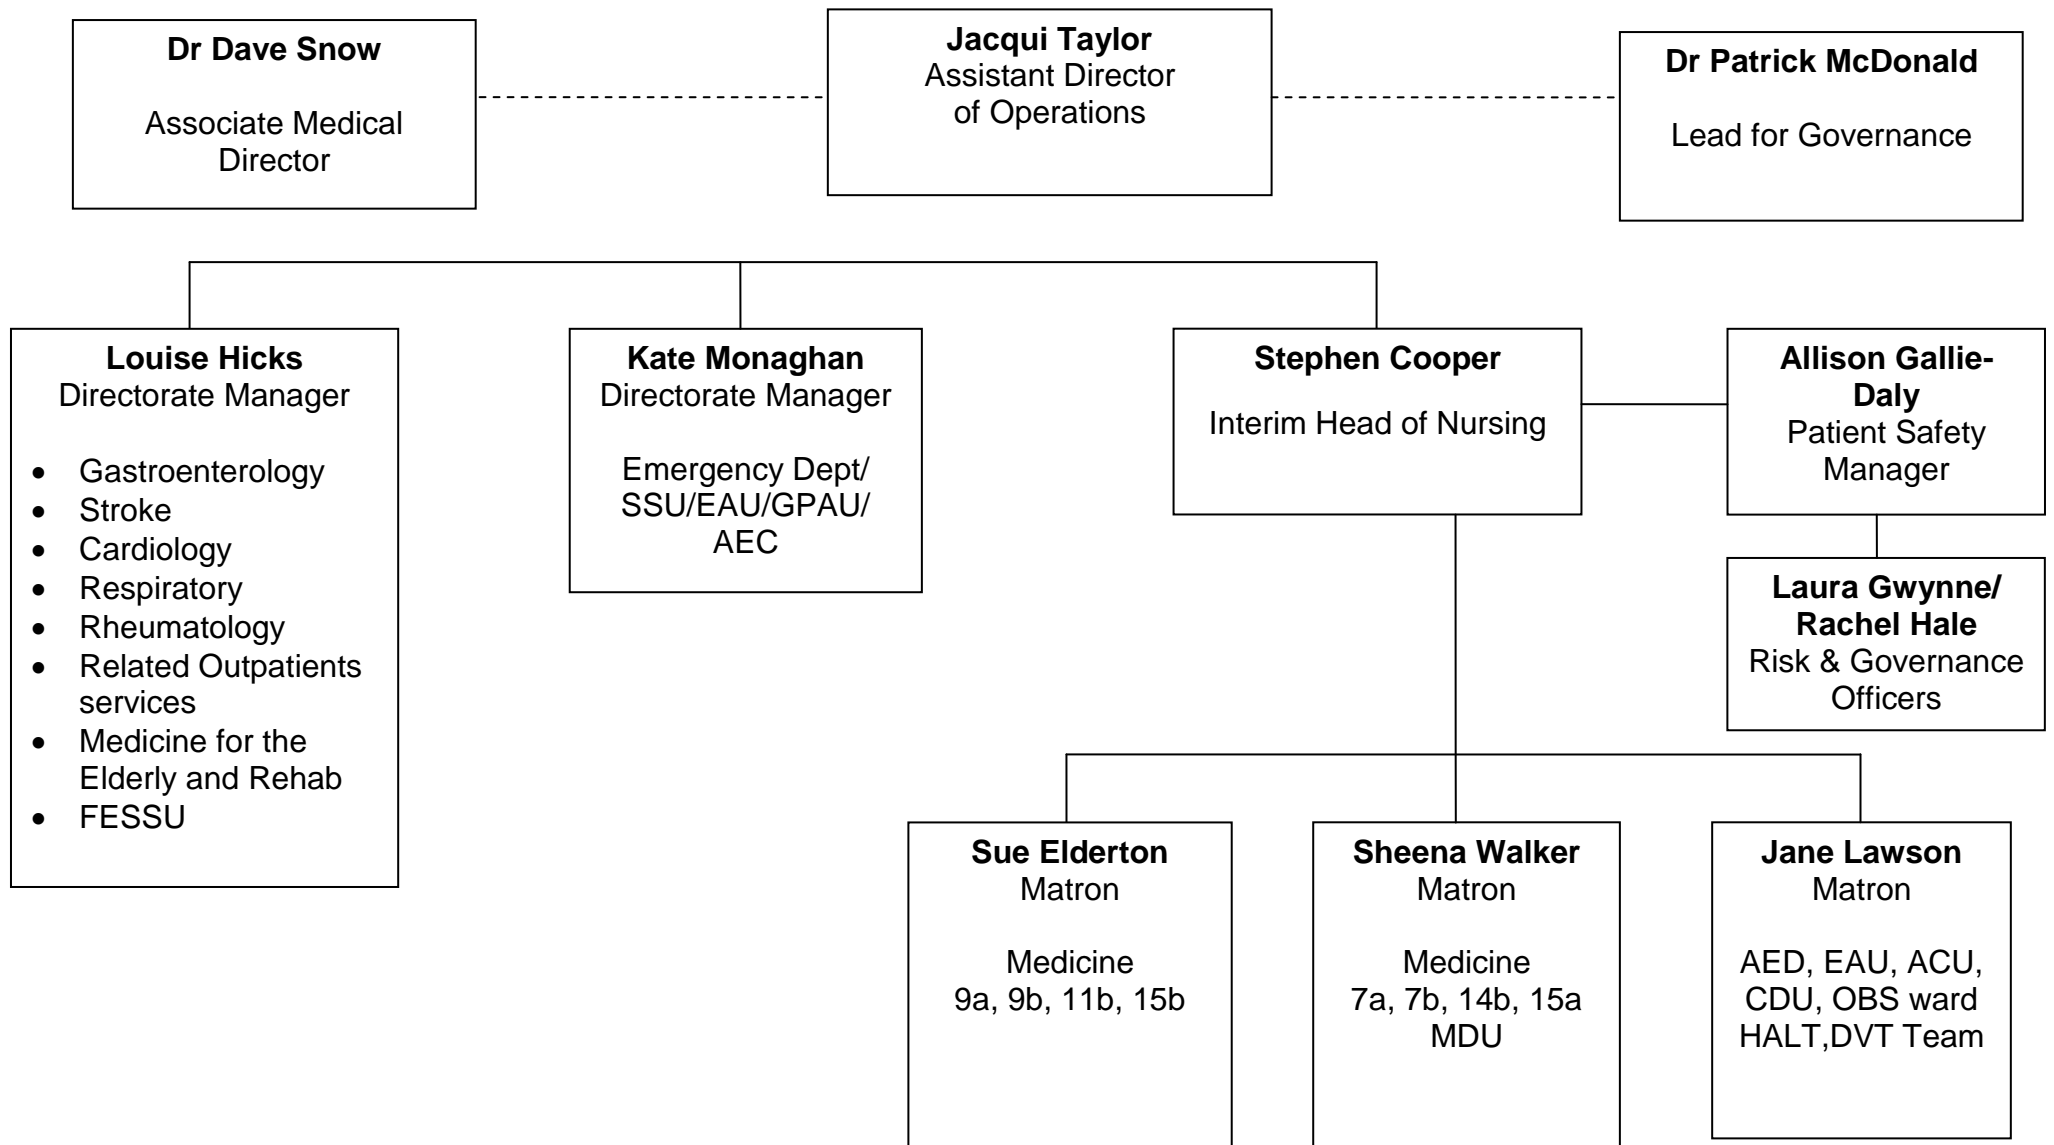 Dr Dave Snow
Associate Medical
Director
Jacqui Taylor
Assistant Director
of Operations
Dr Patrick McDonald
Lead for Governance
Louise Hicks
Directorate Manager
• Gastroenterology
• Stroke
• Cardiology
• Respiratory
• Rheumatology
• Related Outpatients
services
• Medicine for the
Elderly and Rehab
• FESSU
Kate Monaghan
Directorate Manager
Emergency Dept/
SSU/EAU/GPAU/
AEC
Stephen Cooper
Interim Head of Nursing
Allison Gallie-
Daly
Patient Safety
Manager
Laura Gwynne/
Rachel Hale
Risk & Governance
Officers
Sue Elderton
Matron
Medicine
9a, 9b, 11b, 15b
Sheena Walker
Matron
Medicine
7a, 7b, 14b, 15a
MDU
Jane Lawson
Matron
AED, EAU, ACU,
CDU, OBS ward
HALT,DVT Team